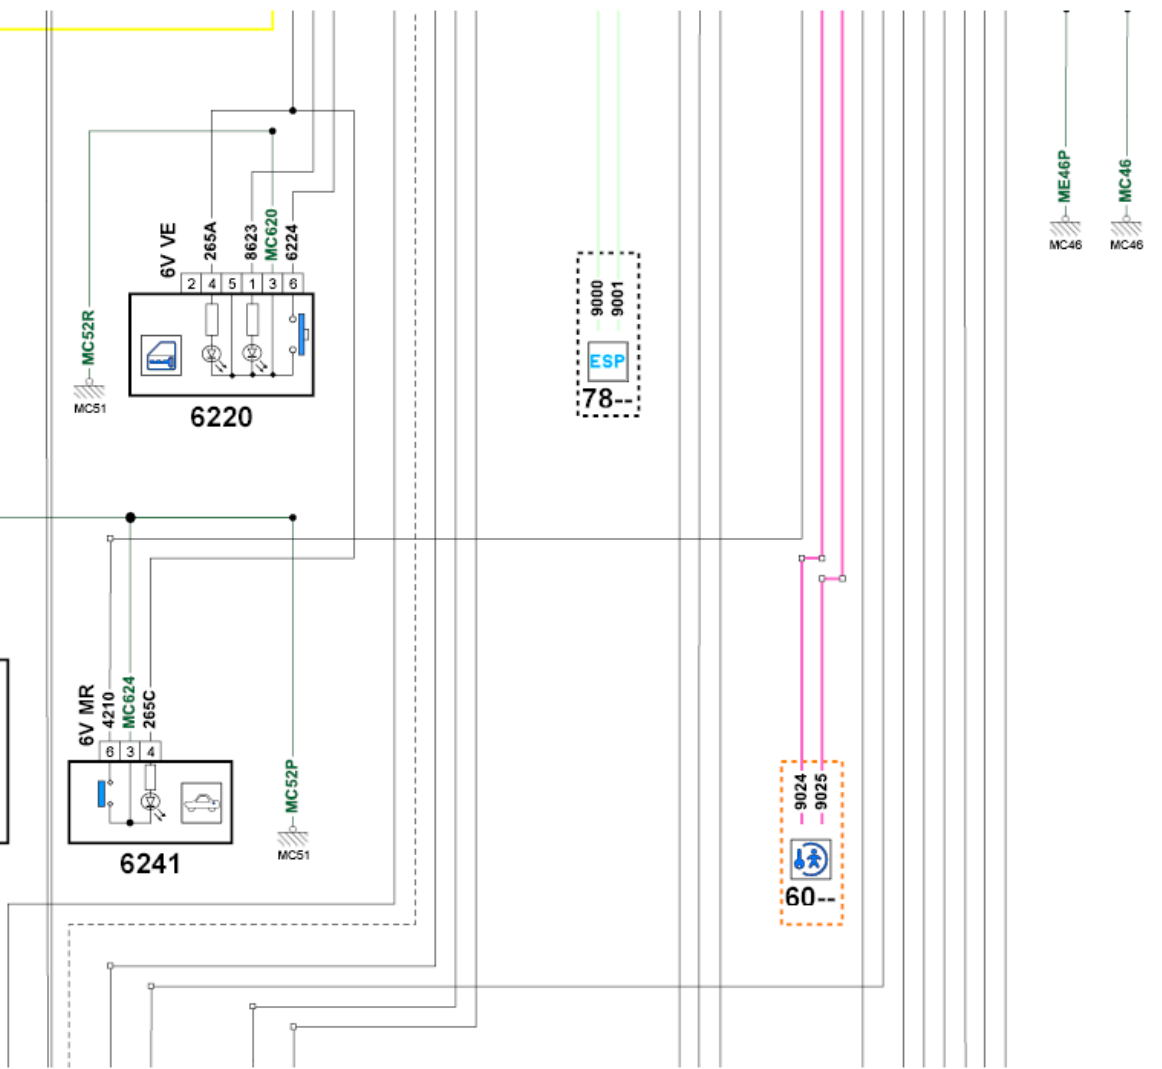 ME46P
MC46
MC46
MC46
6V VE
265A
8623
MC620
6224
2 4 5 1 3 6
MC52R
MC51
6220
9000
9001
ESP
78--
6V MR
4210
MC624
265C
6 3 4
MC52P
MC51
6241
9024
9025
60--